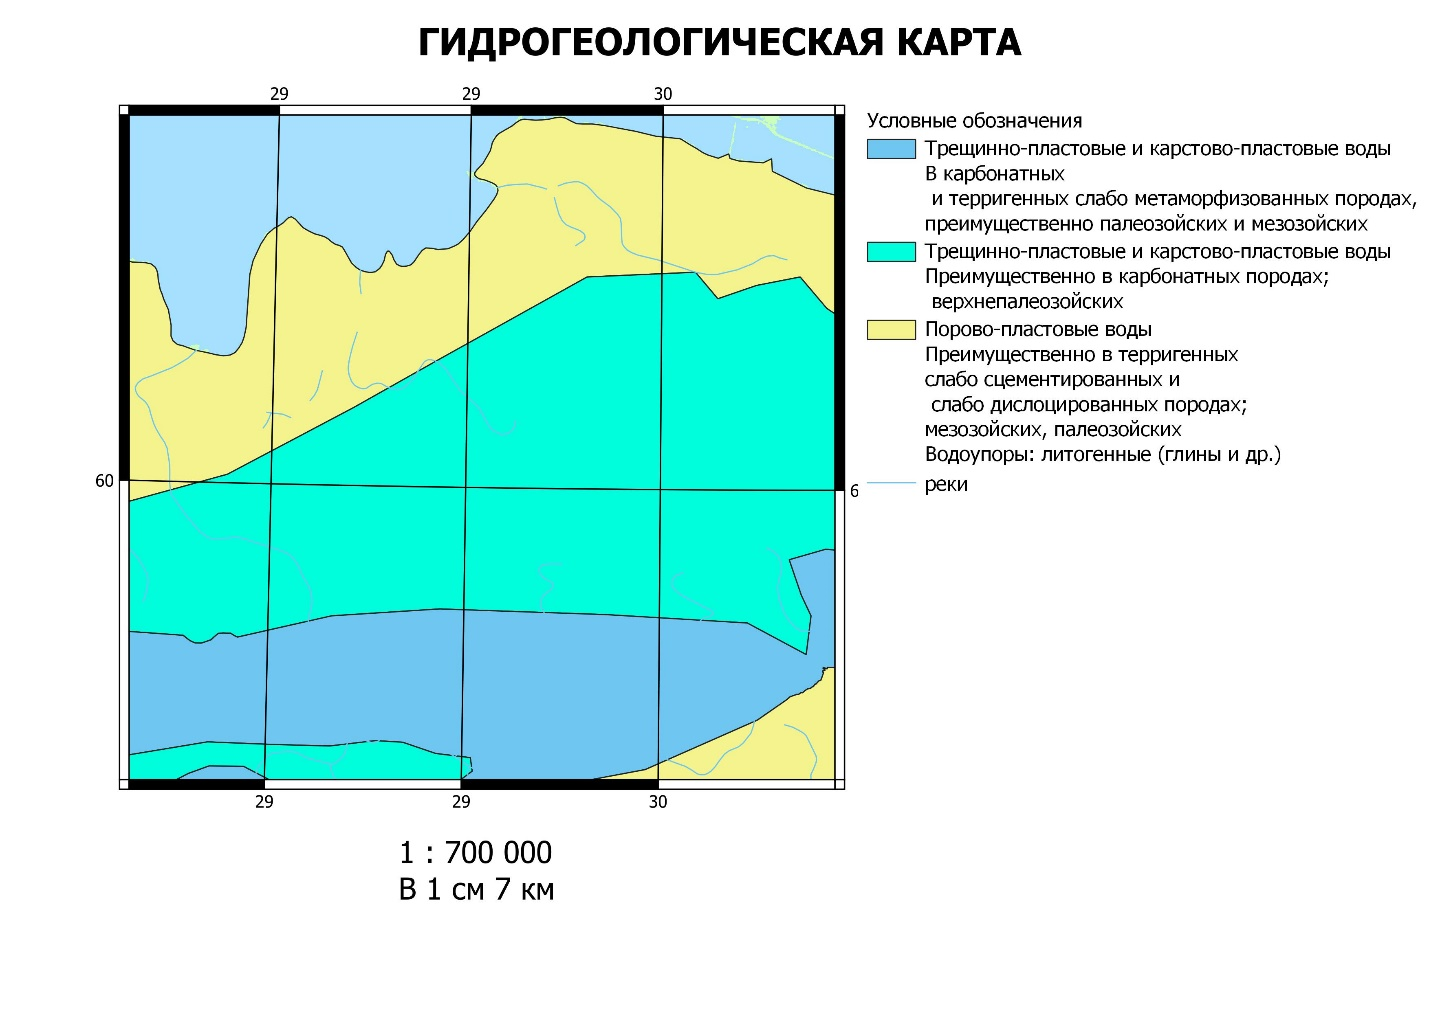 ГИДРОГЕОЛОГИЧЕСКАЯ КАРТА
29 29 30
Условные обозначения
Трещинно-пластовые и карстово-пластовые воды
В карбонатных
и терригенных слабо метаморфизованных породах,
преимущественно палеозойских и мезозойских
Трещинно-пластовые и карстово-пластовые воды
Преимущественно в карбонатных породах;
верхнепалеозойских
Порово-пластовые воды
Преимущественно в терригенных
слабо сцементированных и
слабо дислоцированных породах;
мезозойских, палеозойских
Водоупоры: литогенные (глины и др.)
60 6
реки
29 29 30
1 : 700 000
В 1 см 7 км